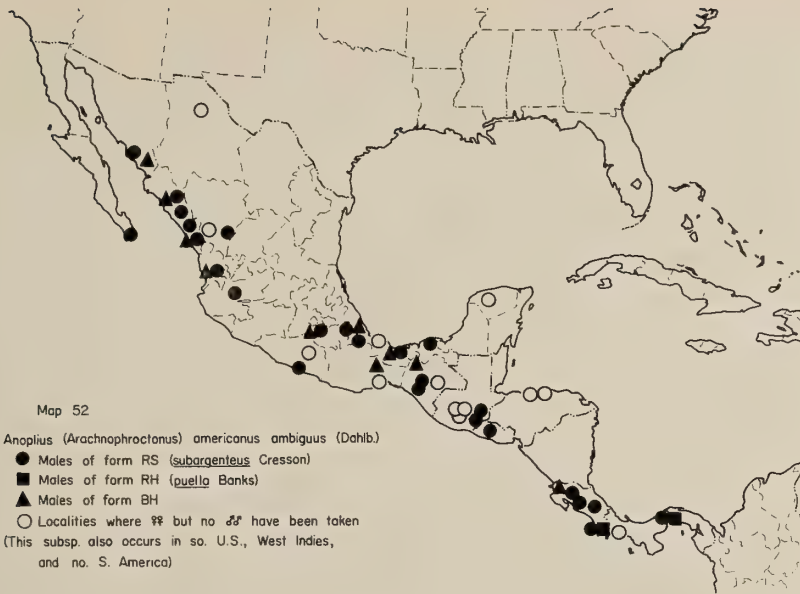 Map 52
Anoplius (Arachnophroctonus) americanus ambiguus (Dahlb.)
Males of form RS (subargenteus Cresson)
Males of form RH (puella Banks)
Males of form BH
Localities where ♀♀ but no ♂♂ have been taken
(This subsp. also occurs in so. U.S., West Indies,
and no. S. America)